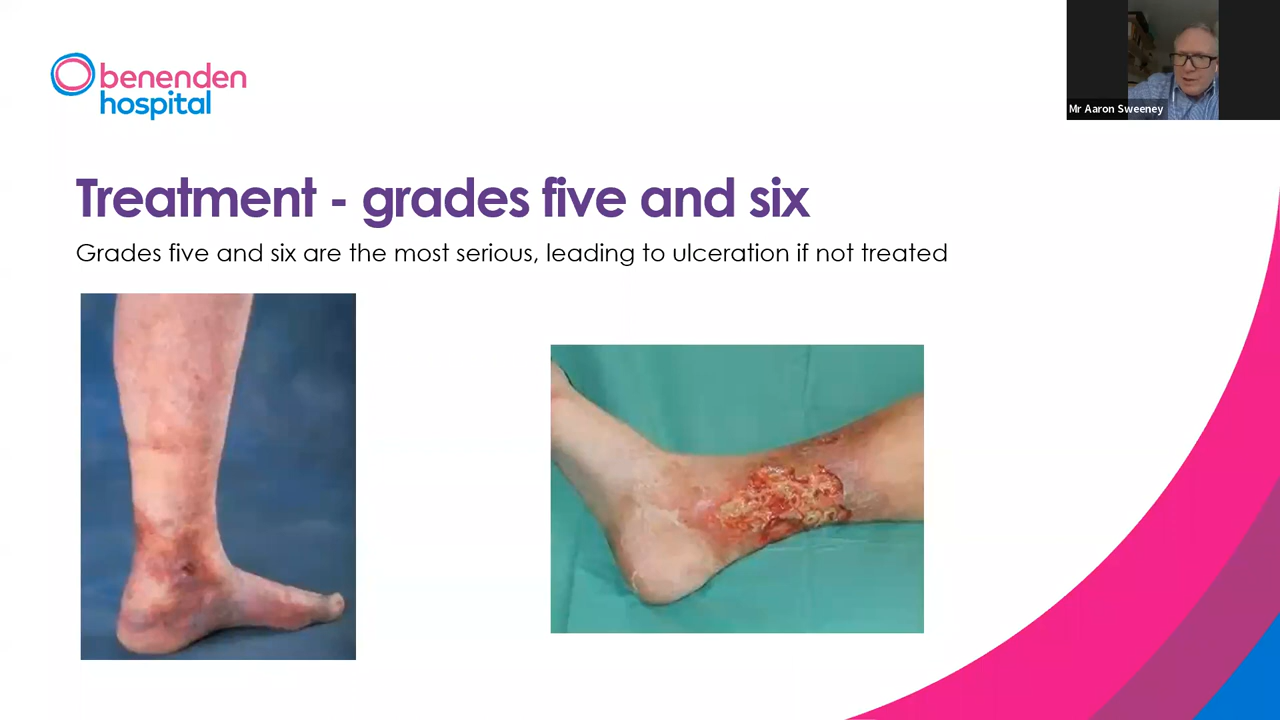 benenden
hospital
Mr Aaron Sweeney
Treatment - grades five and six
Grades five and six are the most serious, leading to ulceration if not treated